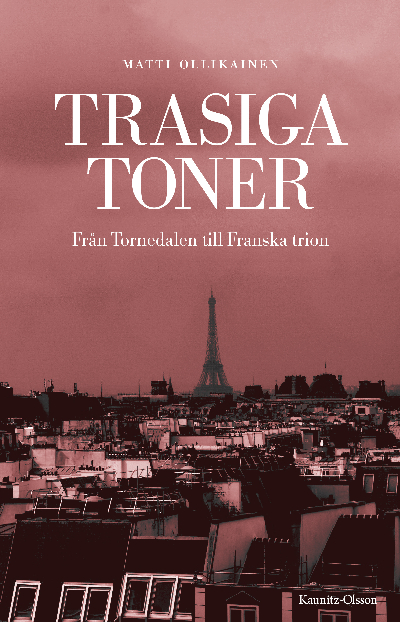 MATTI OLLIKAINEN
TRASIGA
TONER
Från Tornedalen till Franska trion
Kaunitz-Olsson